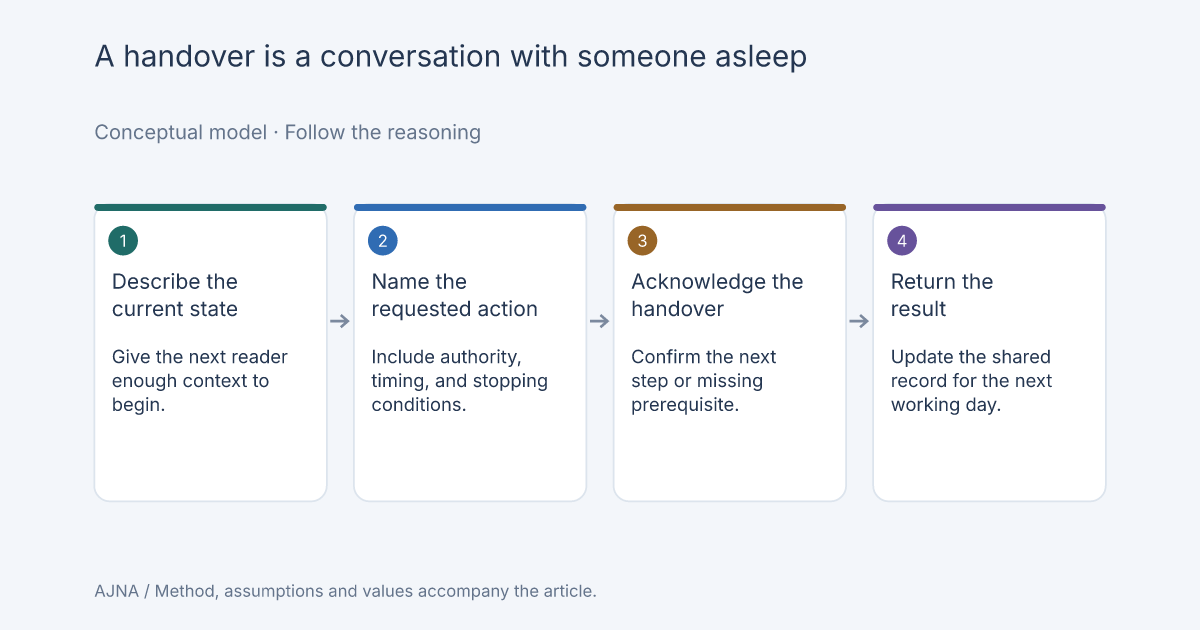 A handover is a conversation with someone asleep
Conceptual model · Follow the reasoning
1
Describe the
current state
Give the next reader
enough context to
begin.
2
Name the
requested action
Include authority,
timing, and stopping
conditions.
3
Acknowledge the
handover
Confirm the next
step or missing
prerequisite.
4
Return the
result
Update the shared
record for the next
working day.
AJNA / Method, assumptions and values accompany the article.